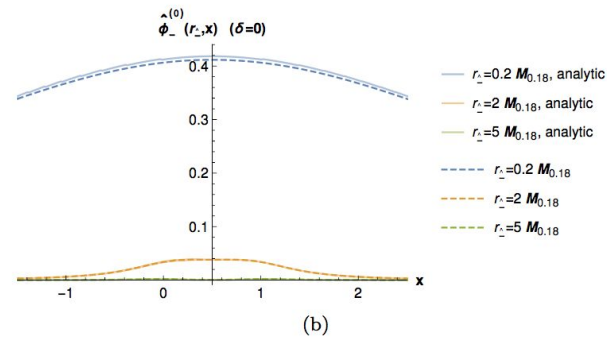 ϕ̂₋⁽⁰⁾ (r₋̂,x) (δ=0)
0.4
0.3
0.2
0.1
-1 0 1 2 x
r₋̂=0.2 M₀.₁₈, analytic
r₋̂=2 M₀.₁₈, analytic
r₋̂=5 M₀.₁₈, analytic
r₋̂=0.2 M₀.₁₈
r₋̂=2 M₀.₁₈
r₋̂=5 M₀.₁₈
(b)